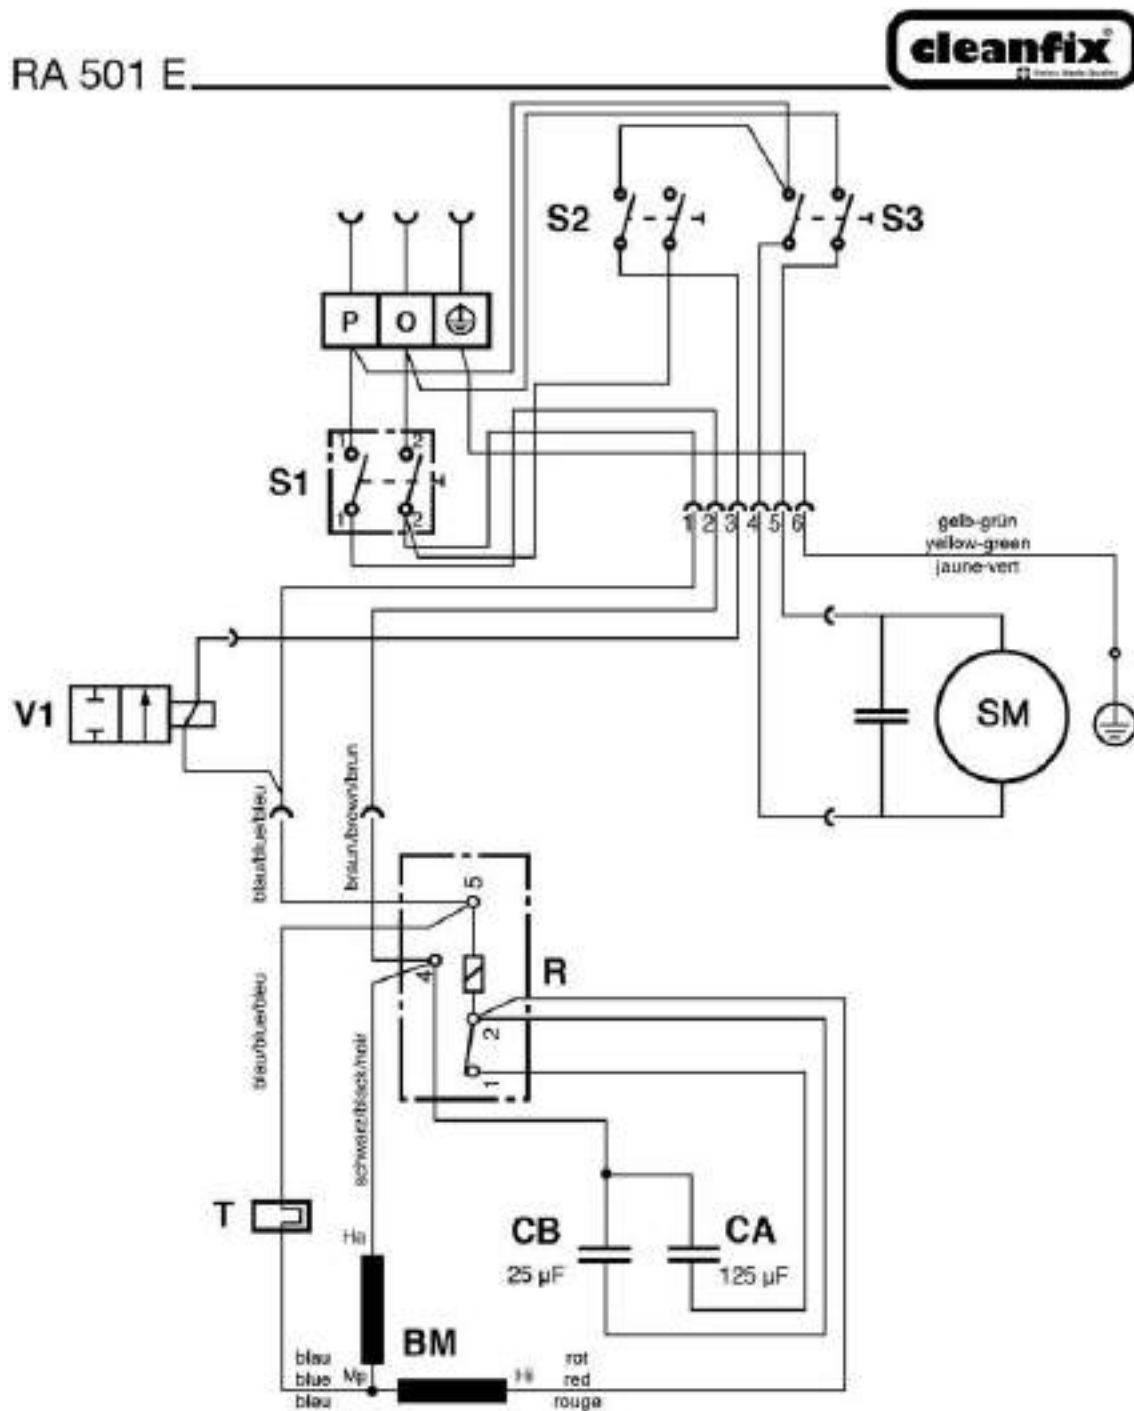 RA 501 E
cleanfix
S2
S3
P O
1 2
S1
1 2
1 2 3 4 5 6
gelb-grün
yellow-green
jaune-vert
V1
SM
blau/blue/bleu
braun/brown/brun
5
4
R
2
1
blau/blue/bleu
schwarz/black/noir
T
Ha
CB
25 µF
CA
125 µF
BM
blau
blue
bleu
Mp
Hi
rot
red
rouge